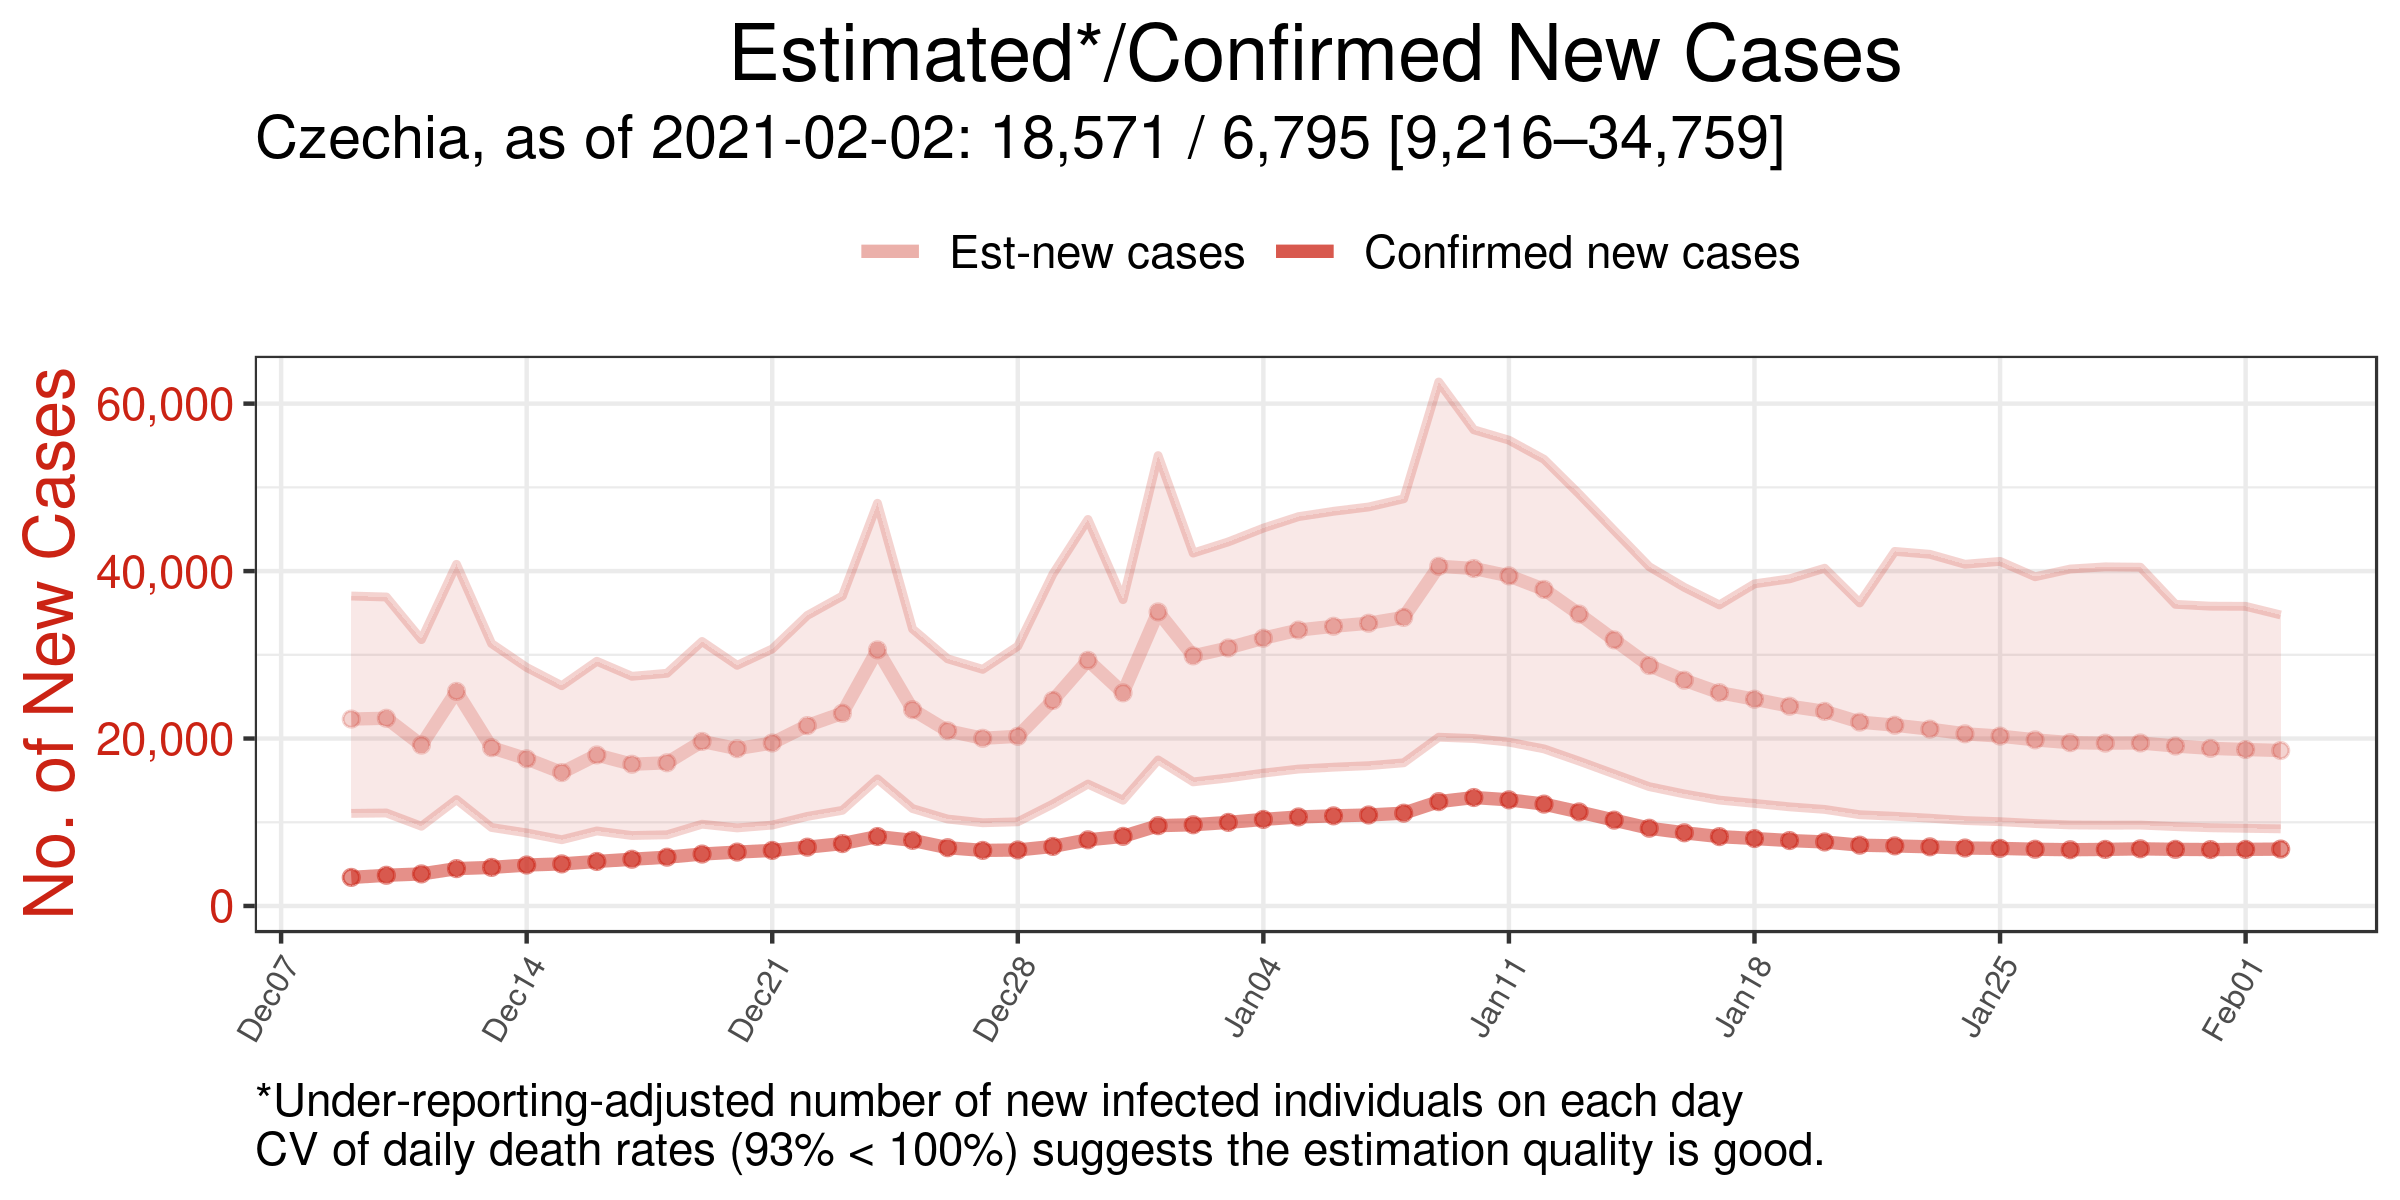 Estimated*/Confirmed New Cases
Czechia, as of 2021-02-02: 18,571 / 6,795 [9,216–34,759]
Est-new cases
Confirmed new cases
No. of New Cases
60,000
40,000
20,000
0
Dec07
Dec14
Dec21
Dec28
Jan04
Jan11
Jan18
Jan25
Feb01
*Under-reporting-adjusted number of new infected individuals on each day
CV of daily death rates (93% < 100%) suggests the estimation quality is good.